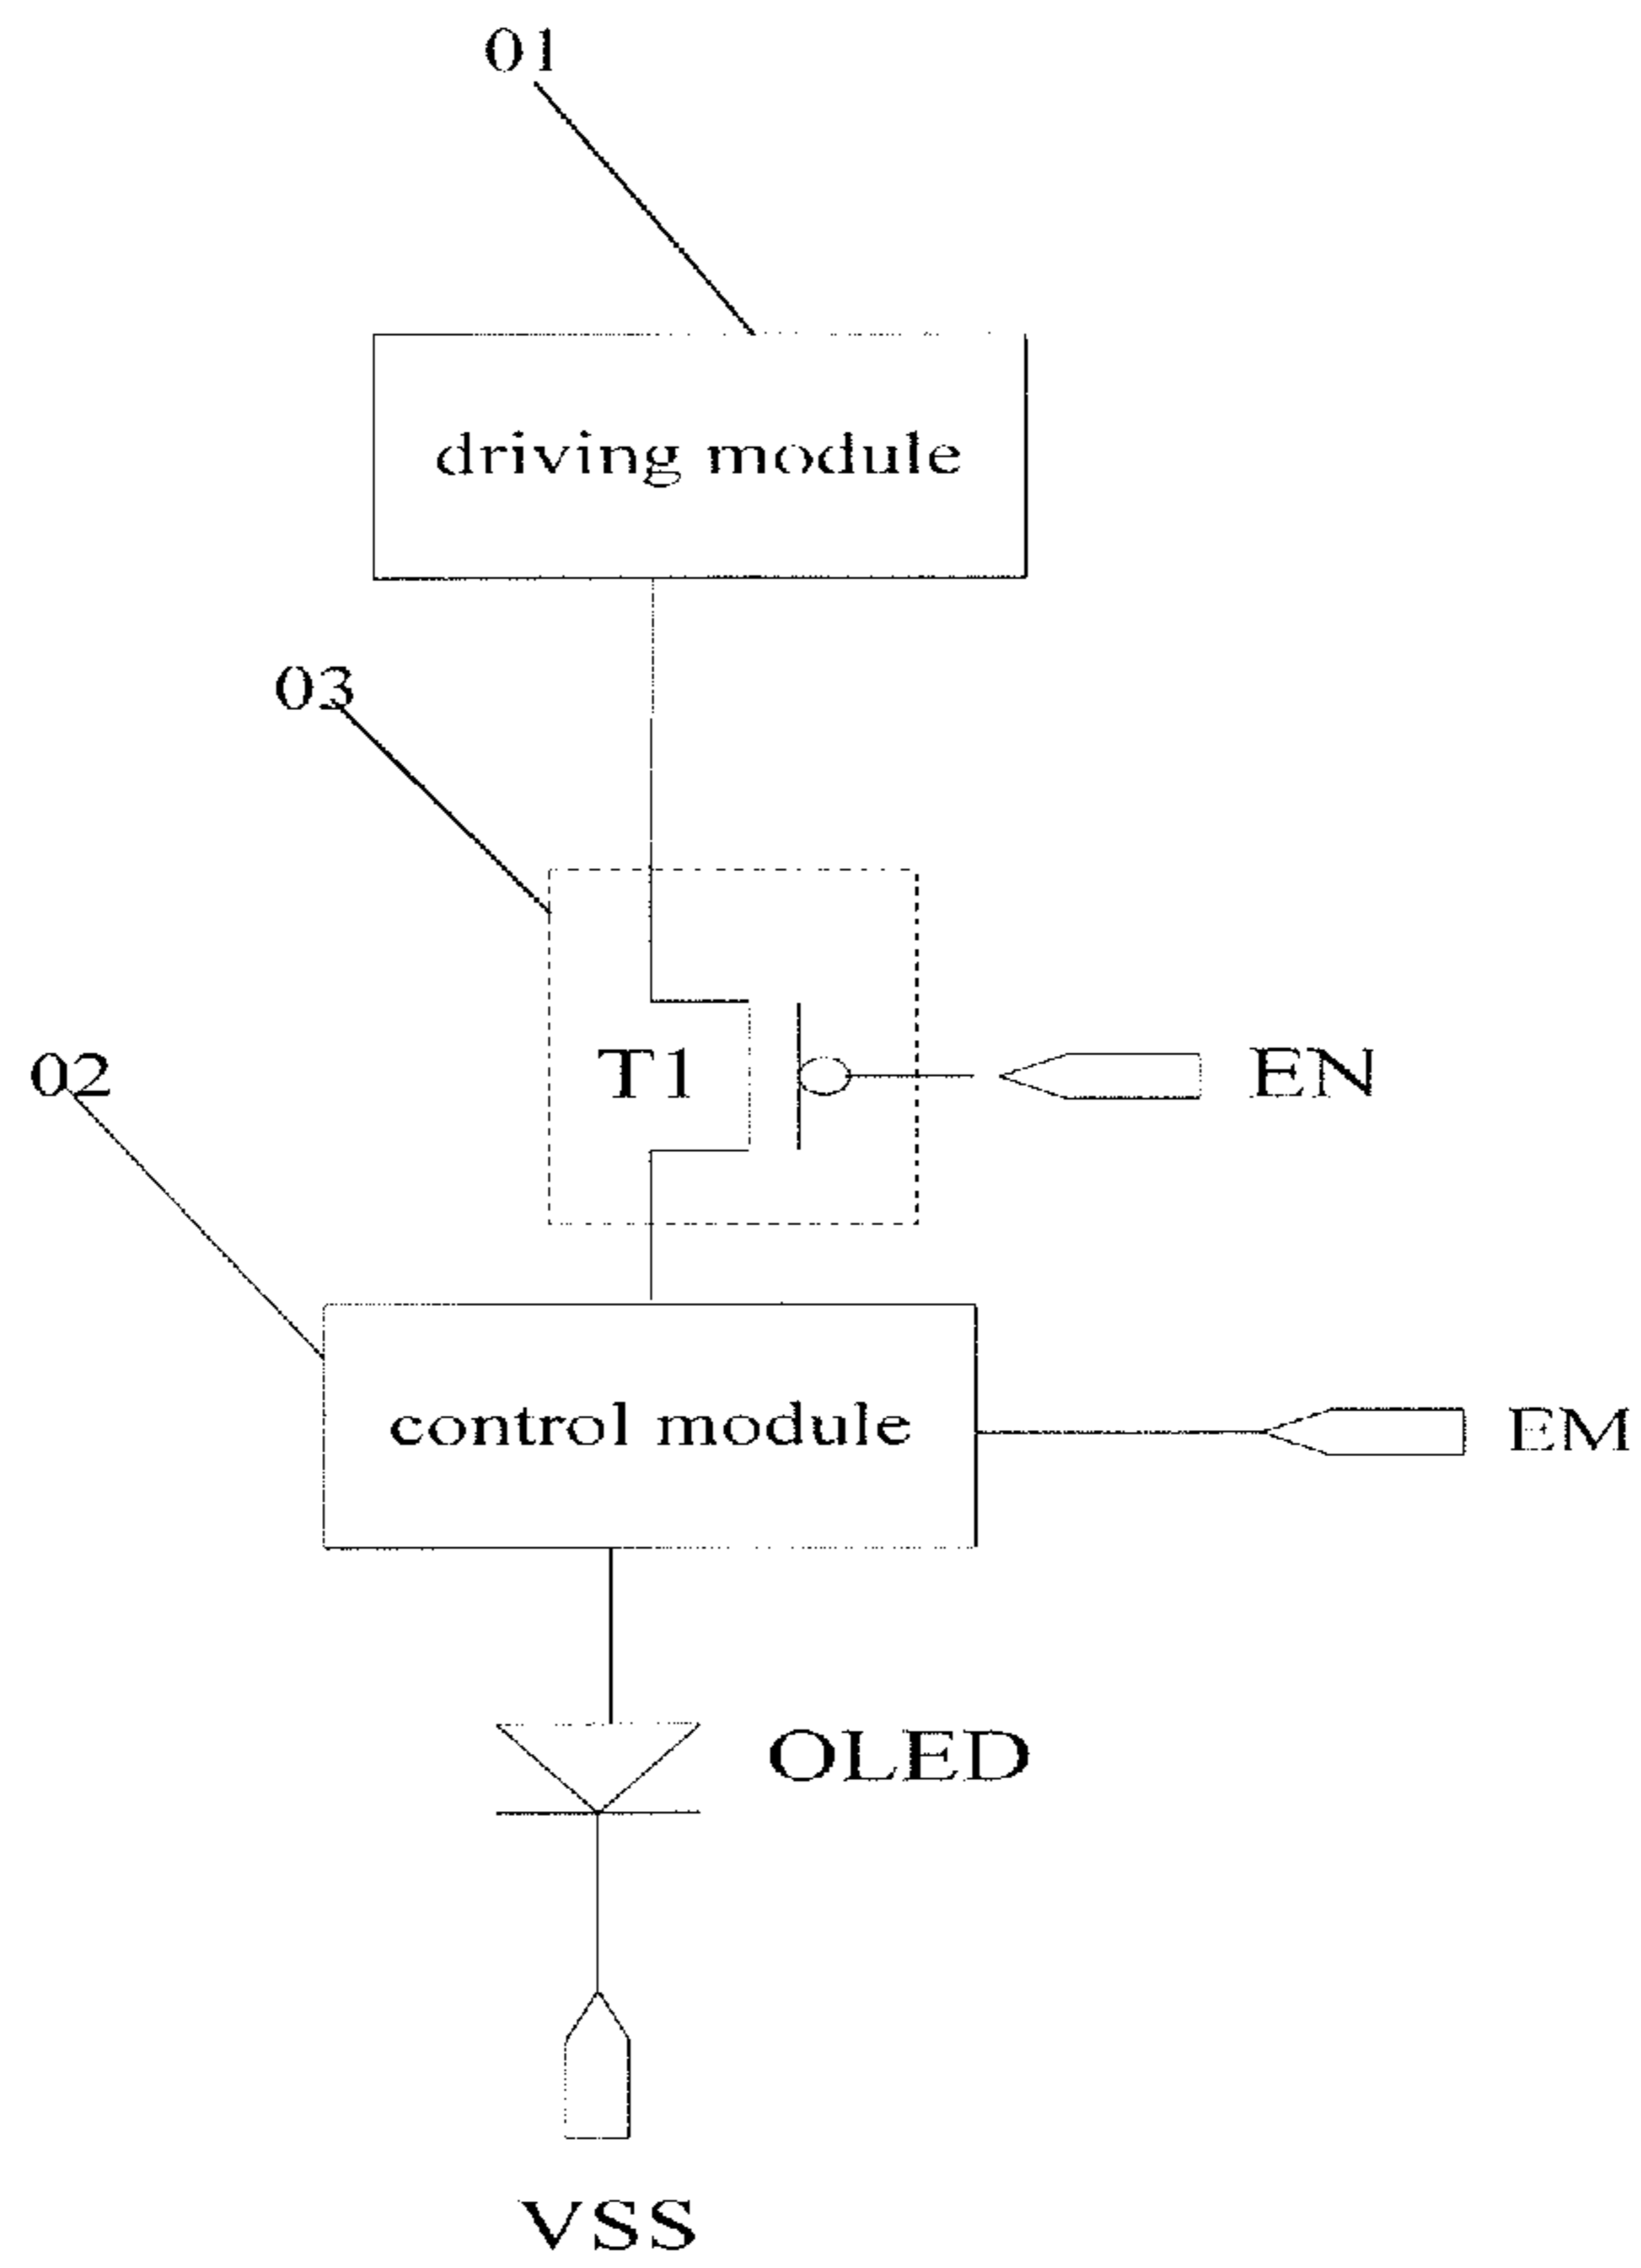 01
driving module
03
T1
EN
02
control module
EM
OLED
VSS